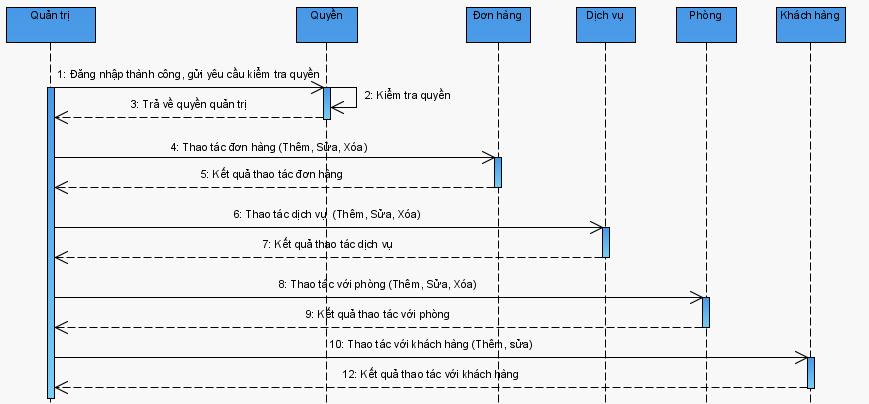 Quản trị
Quyền
Đơn hàng
Dịch vụ
Phòng
Khách hàng
1: Đăng nhập thành công, gửi yêu cầu kiểm tra quyền
2: Kiểm tra quyền
3: Trả về quyền quản trị
4: Thao tác đơn hàng (Thêm, Sửa, Xóa)
5: Kết quả thao tác đơn hàng
6: Thao tác dịch vụ (Thêm, Sửa, Xóa)
7: Kết quả thao tác dịch vụ
8: Thao tác với phòng (Thêm, Sửa, Xóa)
9: Kết quả thao tác với phòng
10: Thao tác với khách hàng (Thêm, sửa)
12: Kết quả thao tác với khách hàng